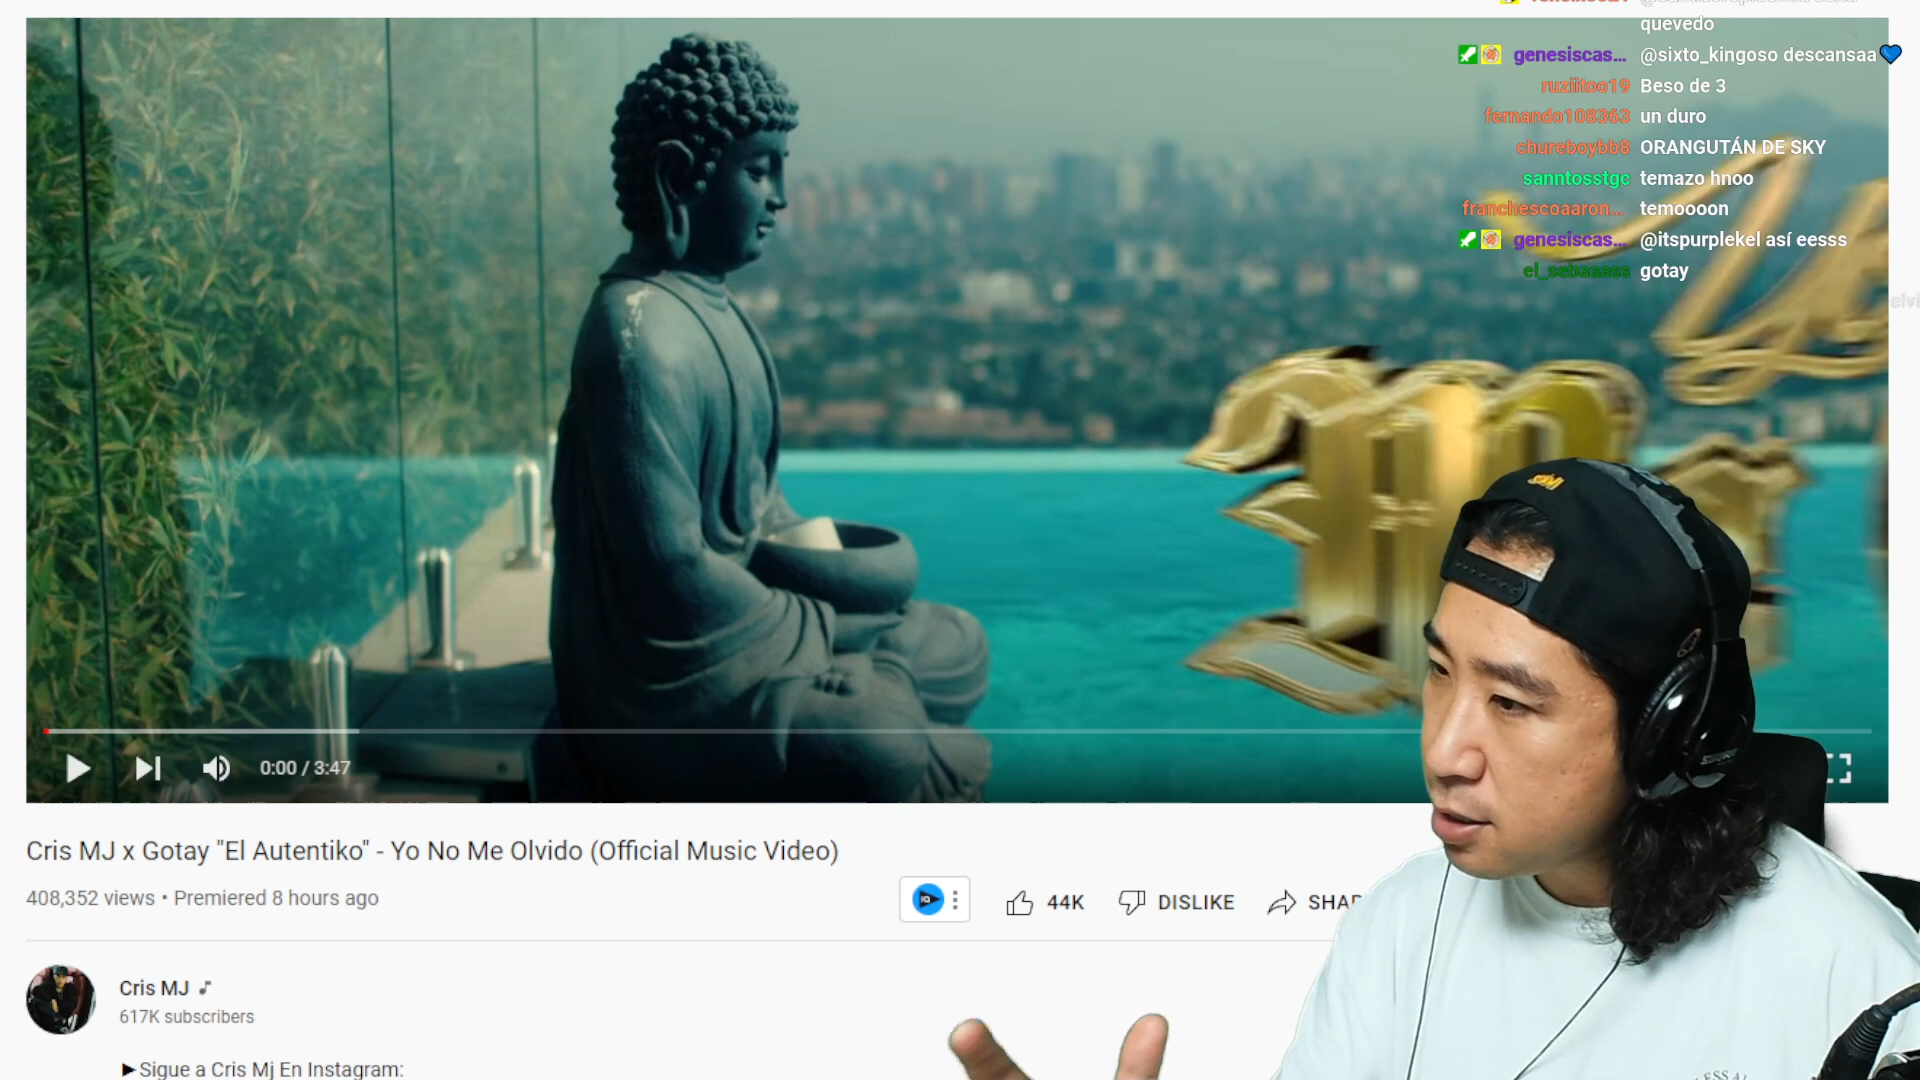 quevedo
genesiscas... @sixto_kingoso descansaa
ruziitoo19 Beso de 3
fernando108363 un duro
chureboybb8 ORANGUTÁN DE SKY
sanntosstgc temazo hnoo
franchescoaaron... temoooon
genesiscas... @itspurplekel así eesss
el_sebaaass gotay
elvi
0:00 / 3:47
Cris MJ x Gotay "El Autentiko" - Yo No Me Olvido (Official Music Video)
408,352 views • Premiered 8 hours ago
44K
DISLIKE
SHAR
Cris MJ
617K subscribers
►Sigue a Cris Mj En Instagram: